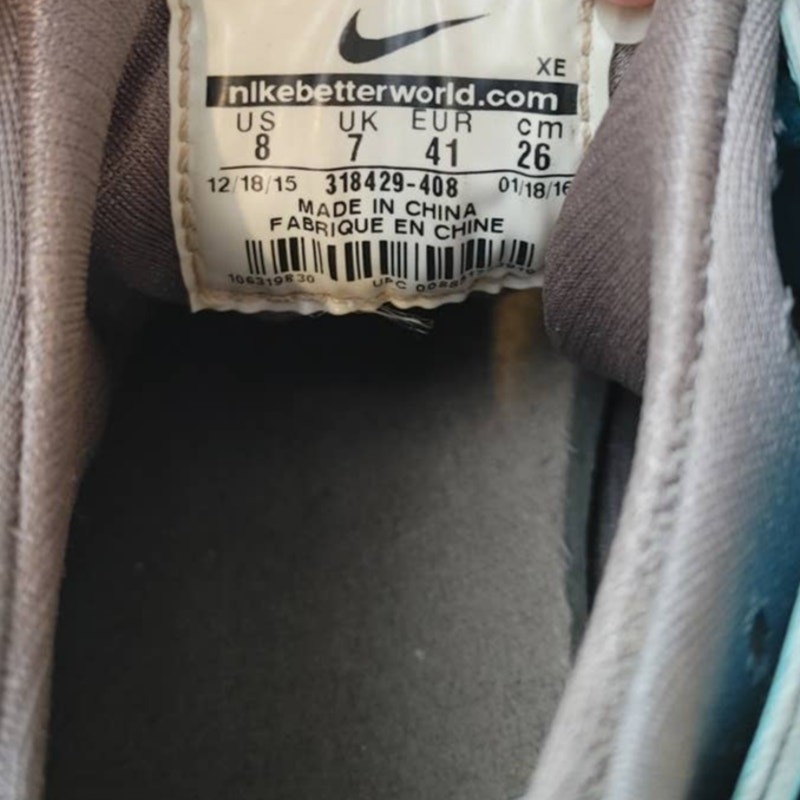 XE
nikebetterworld.com
US UK EUR cm
8 7 41 26
12/18/15 318429-408 01/18/16
MADE IN CHINA
FABRIQUE EN CHINE
UPC